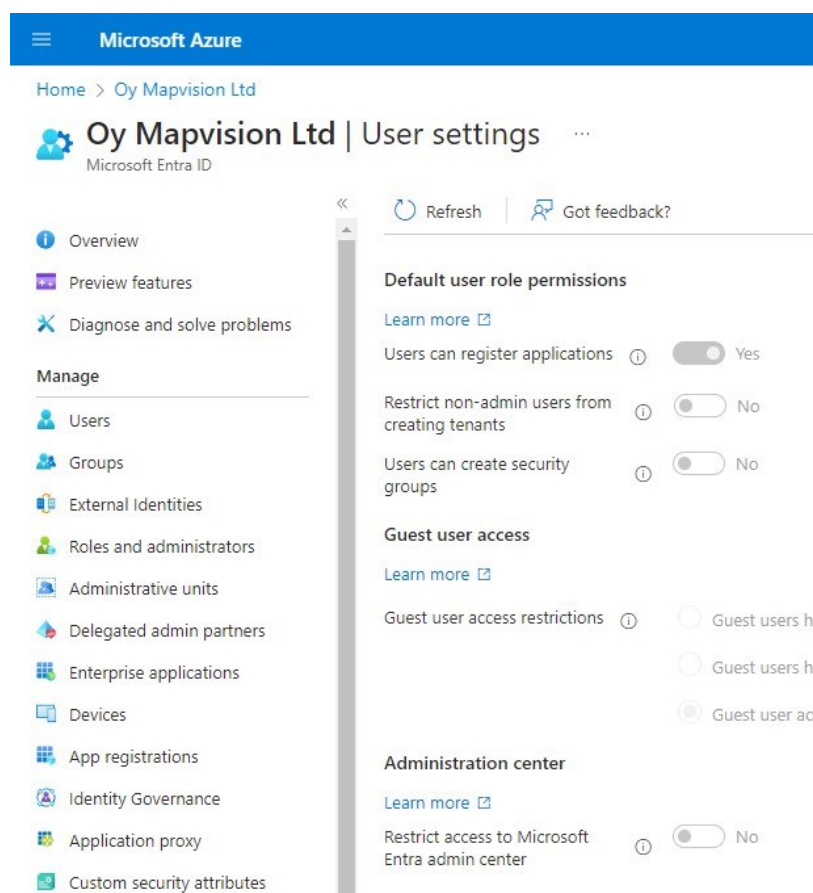 Microsoft Azure
Home > Oy Mapvision Ltd
Oy Mapvision Ltd | User settings ...
Microsoft Entra ID
«
Refresh
Got feedback?
Overview
Preview features
Diagnose and solve problems
Manage
Users
Groups
External Identities
Roles and administrators
Administrative units
Delegated admin partners
Enterprise applications
Devices
App registrations
Identity Governance
Application proxy
Custom security attributes
Default user role permissions
Learn more
Users can register applications
Yes
Restrict non-admin users from
creating tenants
No
Users can create security
groups
No
Guest user access
Learn more
Guest user access restrictions
Guest users h
Guest users h
Guest user ac
Administration center
Learn more
Restrict access to Microsoft
Entra admin center
No